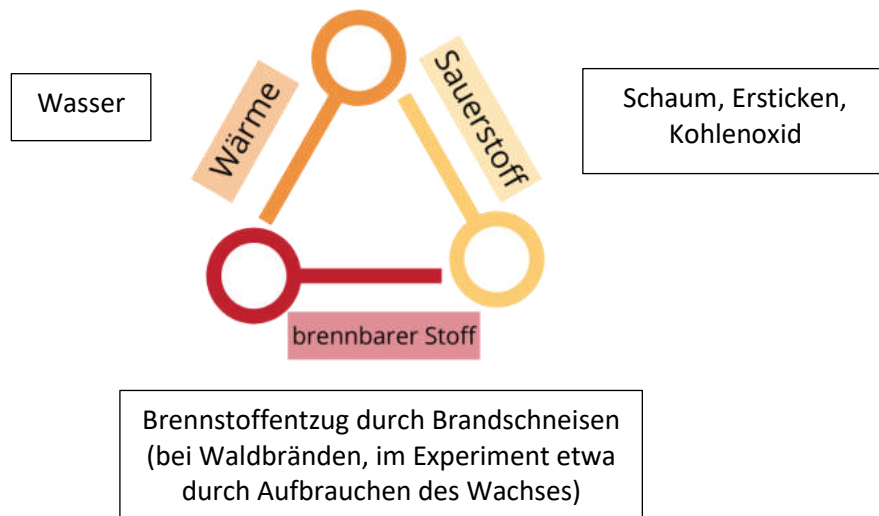 Wasser
Wärme
Sauerstoff
Schaum, Ersticken,
Kohlenoxid
brennbarer Stoff
Brennstoffentzug durch Brandschneisen
(bei Waldbränden, im Experiment etwa
durch Aufbrauchen des Wachses)